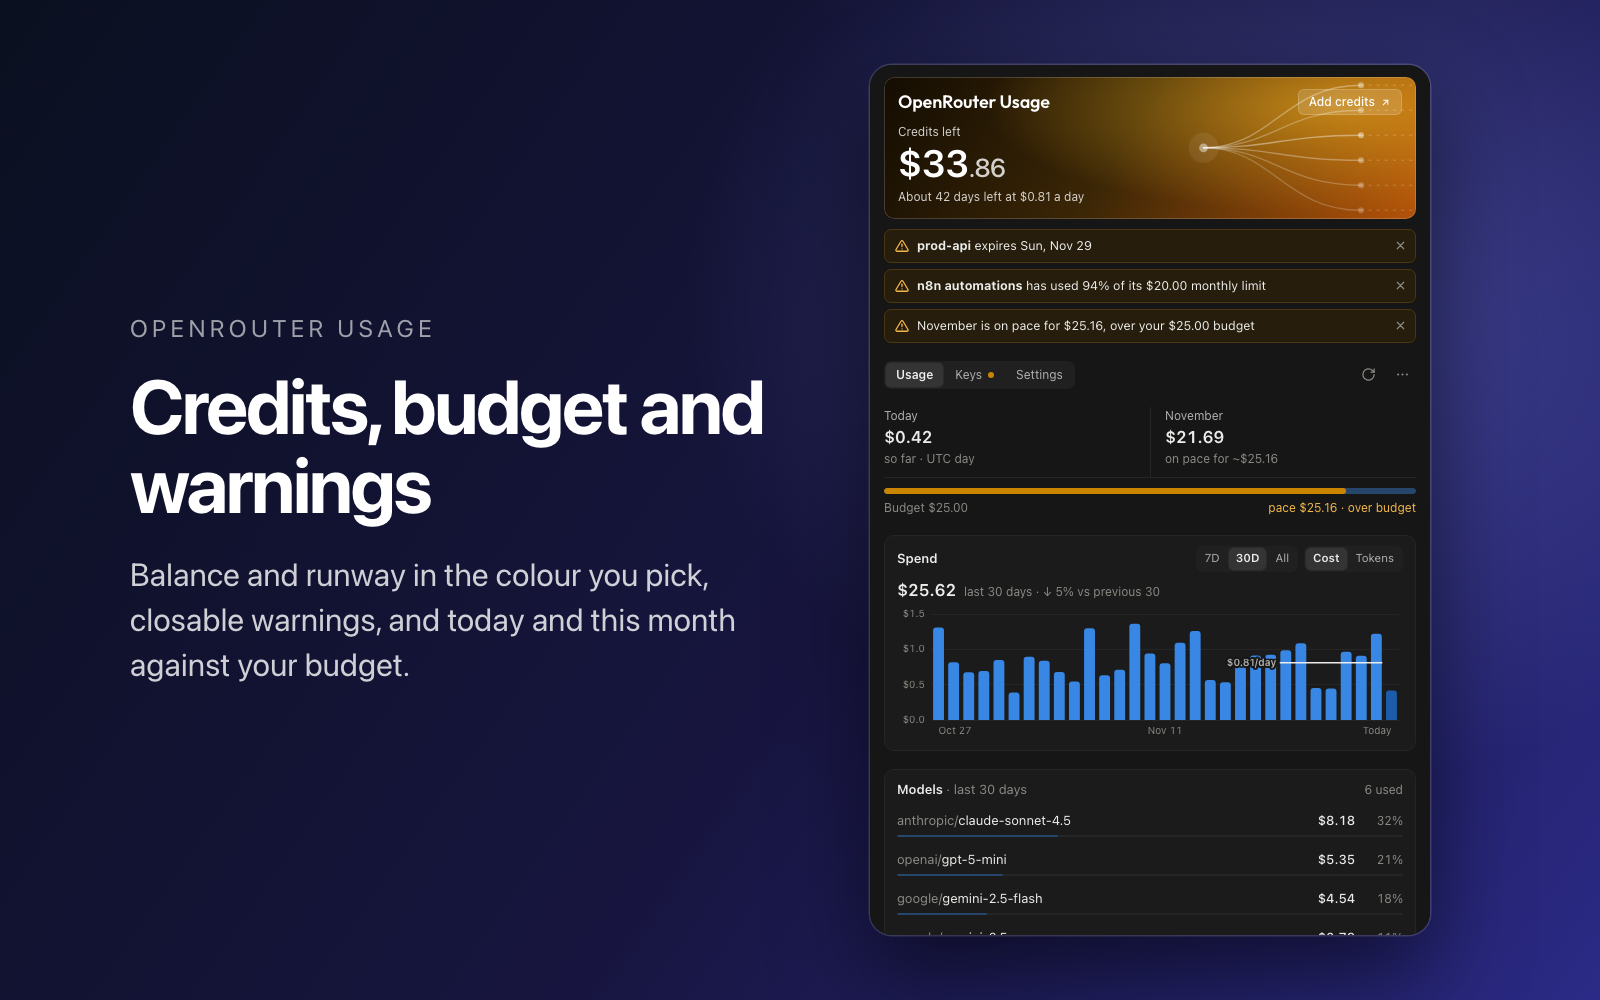 OPENROUTER USAGE
Credits, budget and
warnings
Balance and runway in the colour you pick,
closable warnings, and today and this month
against your budget.
OpenRouter Usage
Add credits ↗
Credits left
$33.86
About 42 days left at $0.81 a day
prod-api expires Sun, Nov 29
n8n automations has used 94% of its $20.00 monthly limit
November is on pace for $25.16, over your $25.00 budget
Usage Keys Settings
Today
$0.42
so far · UTC day
November
$21.69
on pace for ~$25.16
Budget $25.00
pace $25.16 · over budget
Spend
7D 30D All Cost Tokens
$25.62 last 30 days · ↓ 5% vs previous 30
$1.5
$1.0
$0.81/day
$0.5
$0.0
Oct 27 Nov 11 Today
Models · last 30 days 6 used
anthropic/claude-sonnet-4.5 $8.18 32%
openai/gpt-5-mini $5.35 21%
google/gemini-2.5-flash $4.54 18%